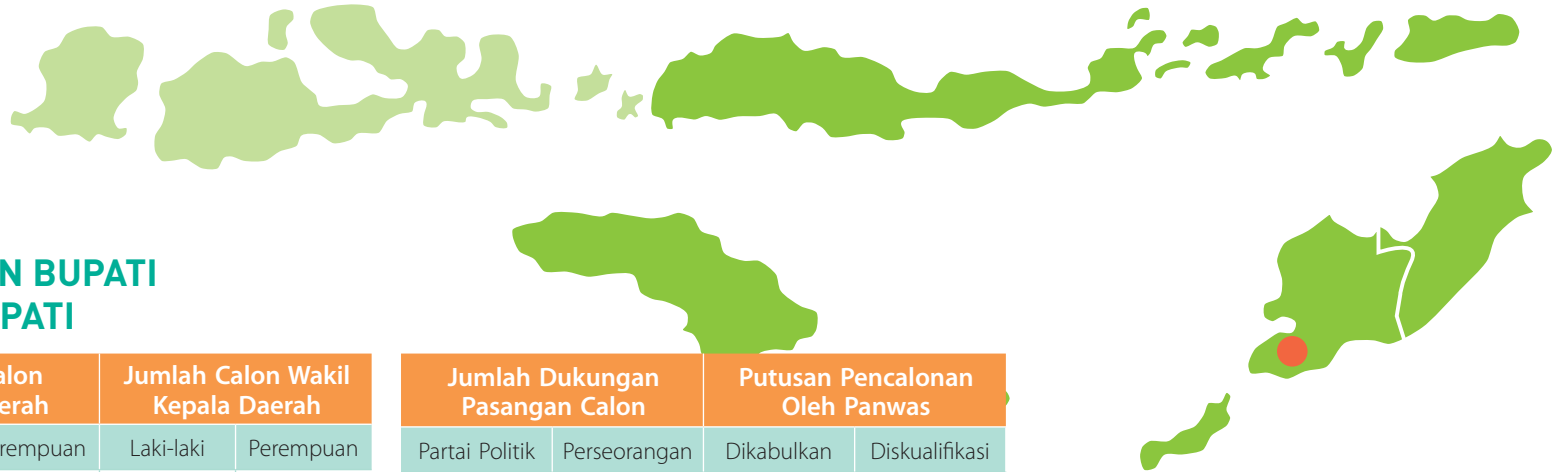 N BUPATI
PATI
alon
erah
Jumlah Calon Wakil
Kepala Daerah
Jumlah Dukungan
Pasangan Calon
Putusan Pencalonan
Oleh Panwas
rempuan
Laki-laki
Perempuan
Partai Politik
Perseorangan
Dikabulkan
Diskualifikasi